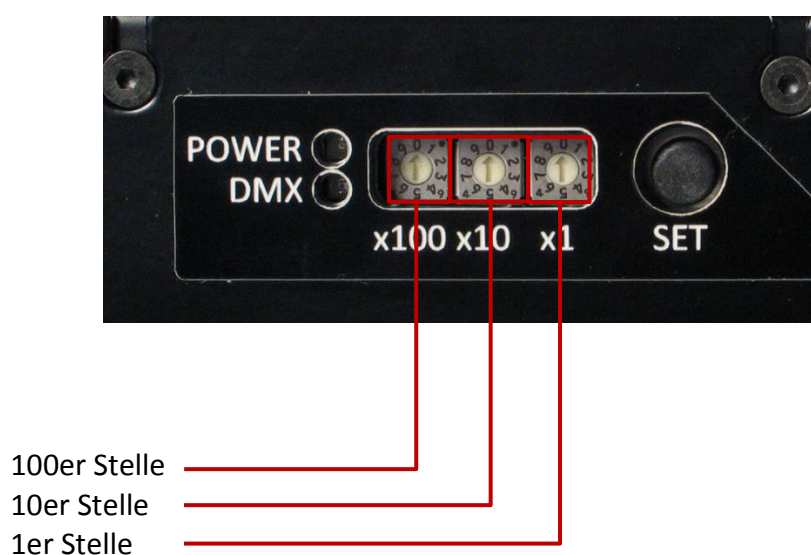 POWER
DMX
x100 x10 x1 SET
100er Stelle
10er Stelle
1er Stelle